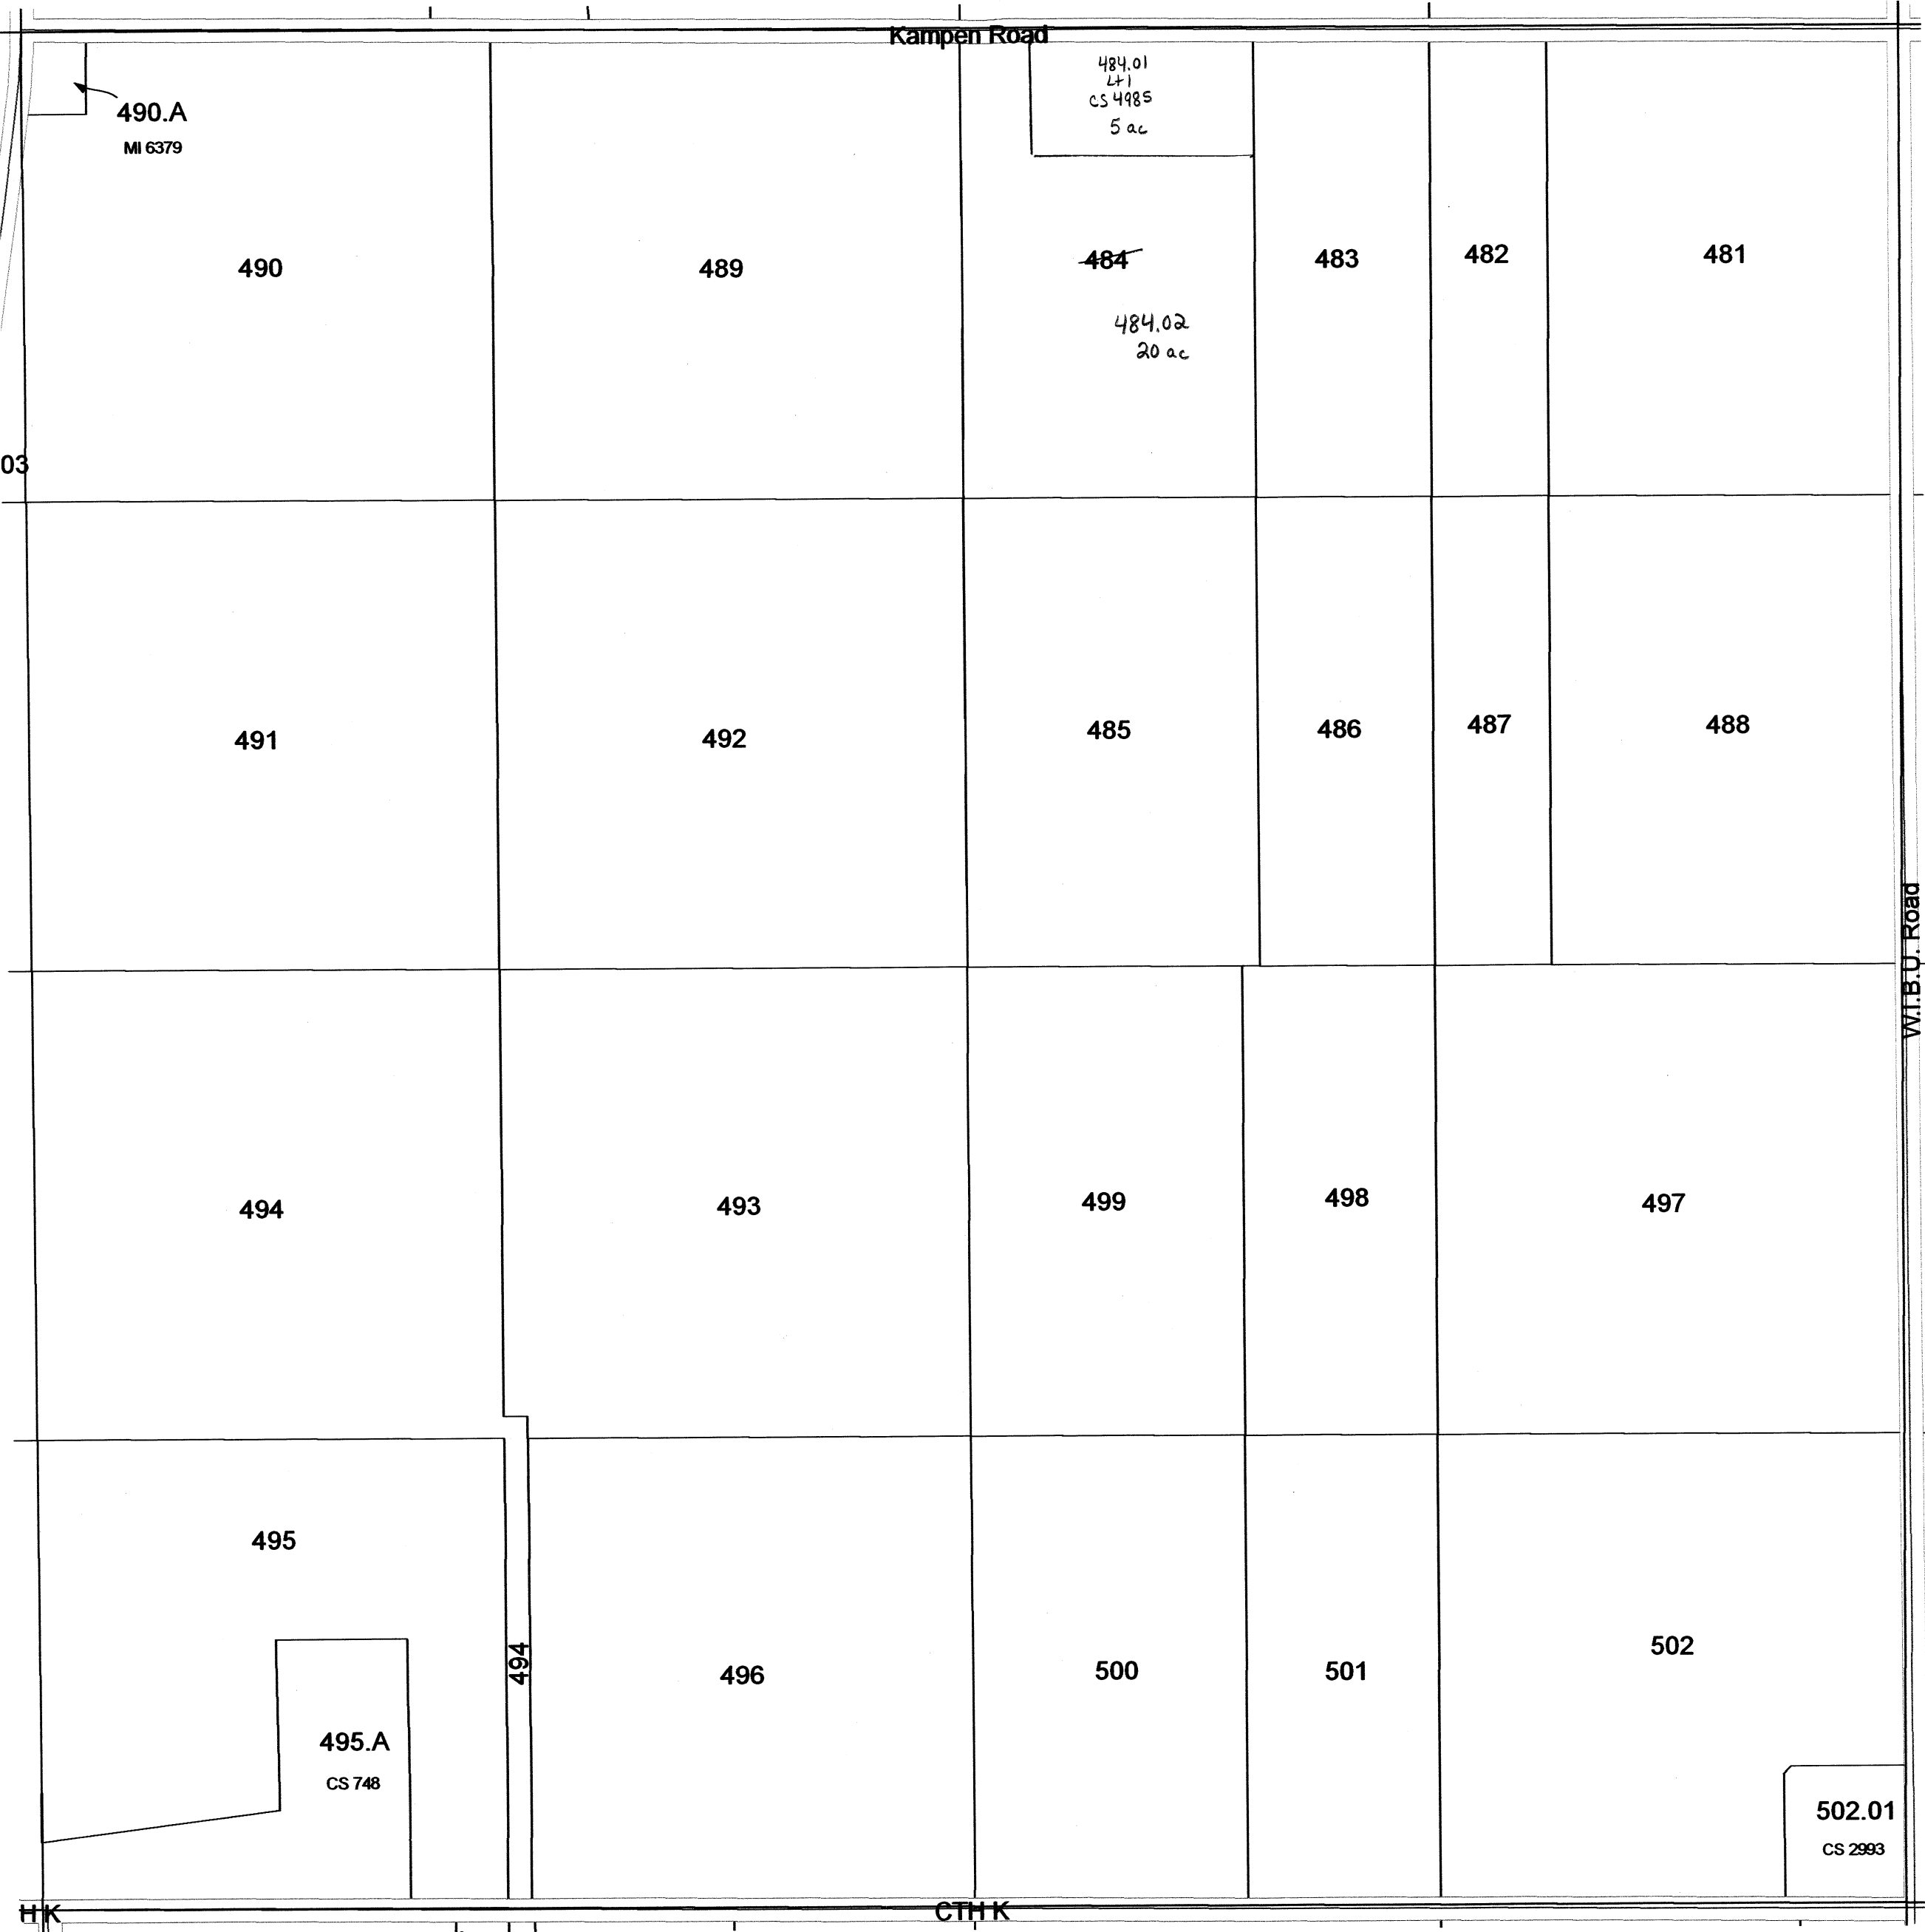 Kampen Road
484.01
Lt 1
CS 4985
5 ac
490.A
MI 6379
490
489
484
483
482
481
484.02
20 ac
03
491
492
485
486
487
488
W.I.B.U. Road
494
493
499
498
497
495
494
496
500
501
502
495.A
CS 748
502.01
CS 2993
H K
CTH K